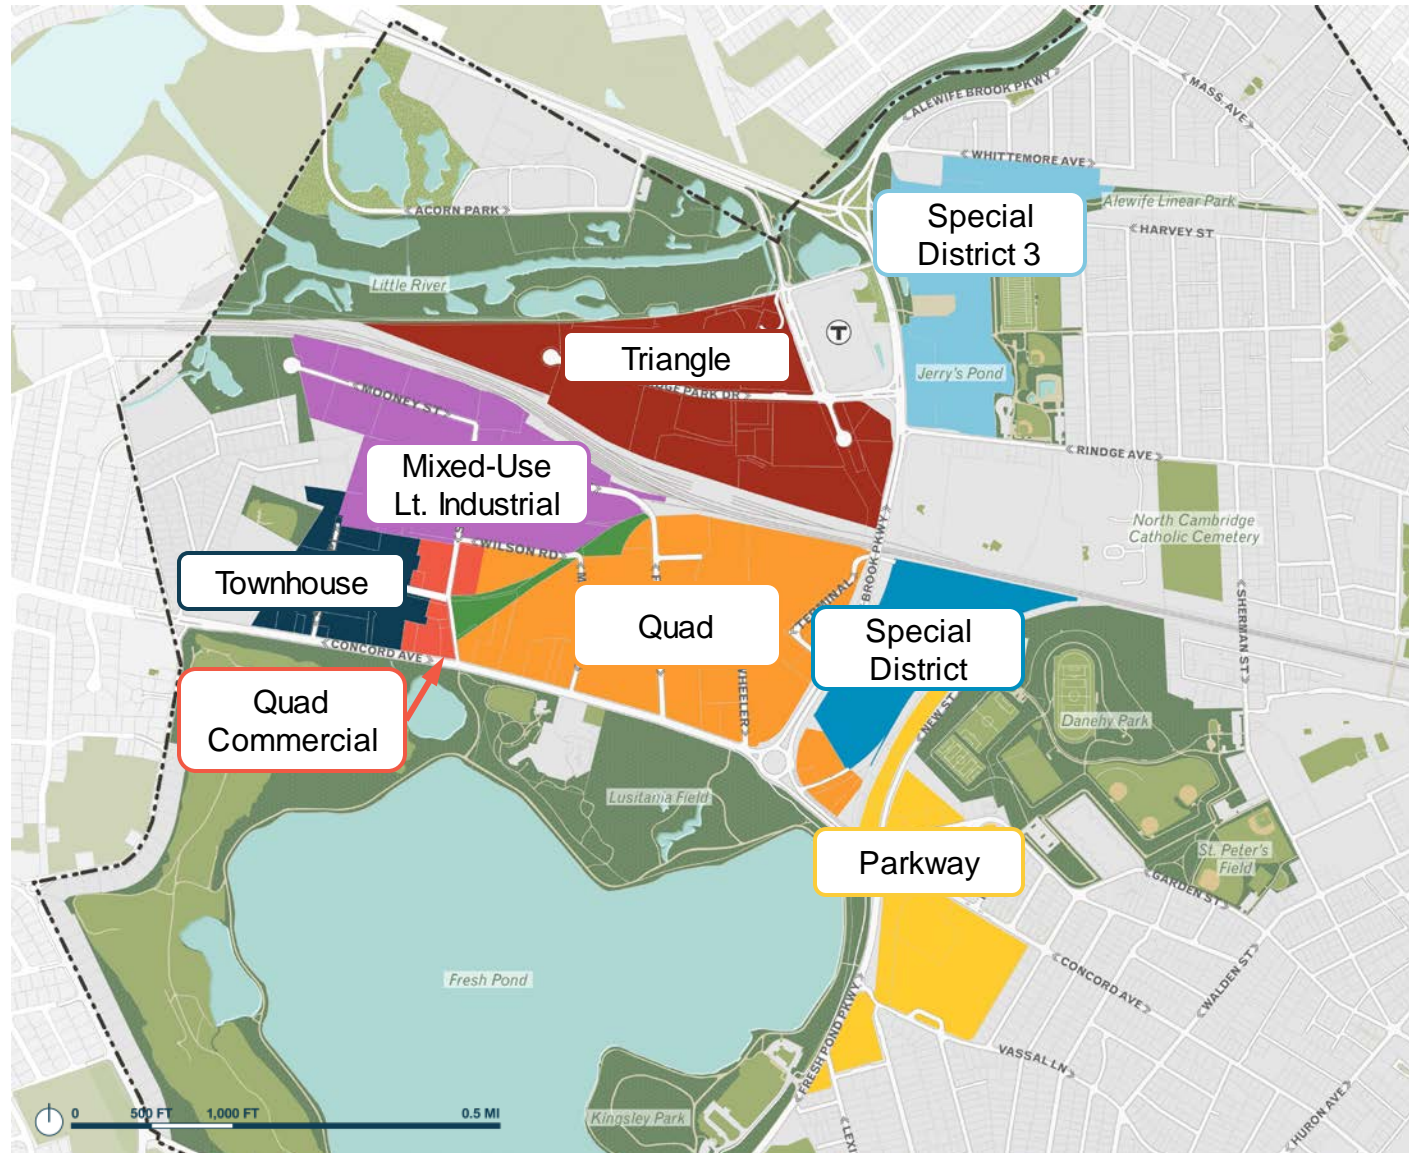 MASS. AVE
ALEWIFE BROOK PKWY
WHITTEMORE AVE
Alewife Linear Park
HARVEY ST
ACORN PARK
Special
District 3
Little River
T
Triangle
PARK DR
Jerry's Pond
MOONEY ST
RINDGE AVE
Mixed-Use
Lt. Industrial
North Cambridge
Catholic Cemetery
WILSON RD
BROOK PKWY
Townhouse
TERMINAL
SHERMAN ST
Quad
Special
District
CONCORD AVE
WHEELER
NEW ST
Danehy Park
Quad
Commercial
Lusitania Field
Parkway
St. Peter's
Field
GARDEN ST
Fresh Pond
CONCORD AVE
WALDEN ST
FRESH POND PKWY
VASSAL LN
0 500 FT 1,000 FT 0.5 MI
Kingsley Park
HURON AVE
LEXI